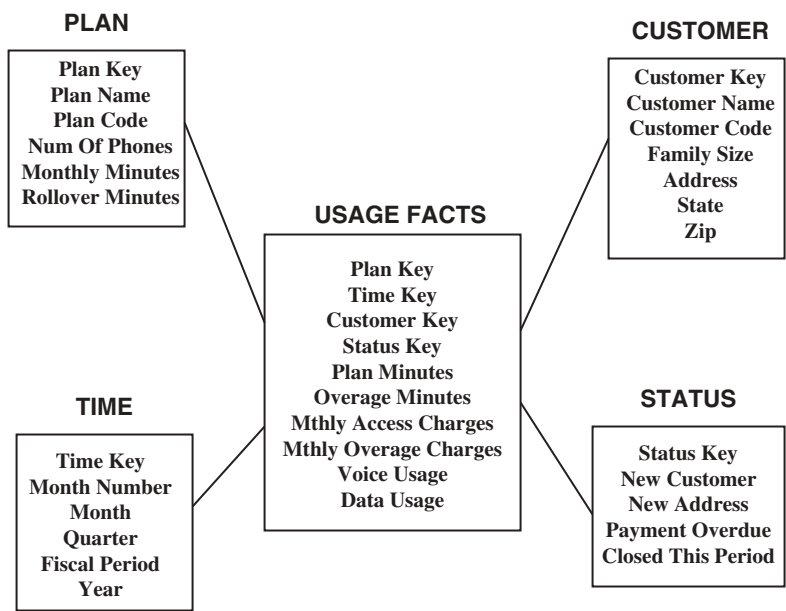 PLAN
Plan Key
Plan Name
Plan Code
Num Of Phones
Monthly Minutes
Rollover Minutes
CUSTOMER
Customer Key
Customer Name
Customer Code
Family Size
Address
State
Zip
USAGE FACTS
Plan Key
Time Key
Customer Key
Status Key
Plan Minutes
Overage Minutes
Mthly Access Charges
Mthly Overage Charges
Voice Usage
Data Usage
TIME
Time Key
Month Number
Month
Quarter
Fiscal Period
Year
STATUS
Status Key
New Customer
New Address
Payment Overdue
Closed This Period